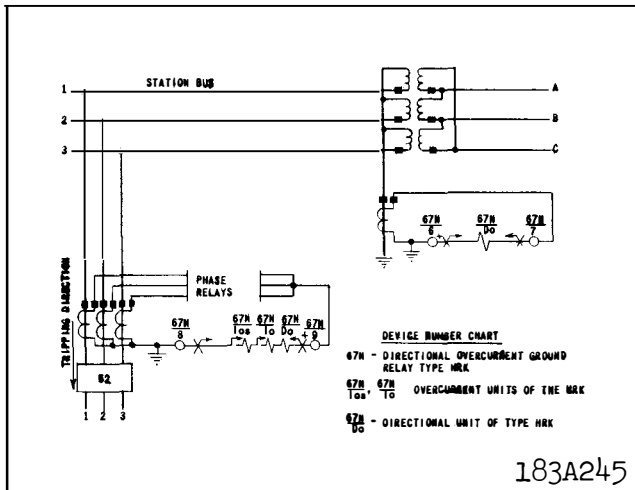 STATION BUS
1
2
3
A
B
C
67N
6
+
67N
Do
67N
7
TRIPPING DIRECTION
PHASE
RELAYS
67N
8
67N
Ios
67N
Io
67N
Do
+
67N
9
52
1 2 3
DEVICE NUMBER CHART
67N - DIRECTIONAL OVERCURRENT GROUND
RELAY TYPE HRK
67N
Ios
,
67N
Io
OVERCURRENT UNITS OF THE HRK
67N
Do
- DIRECTIONAL UNIT OF TYPE HRK
183A245